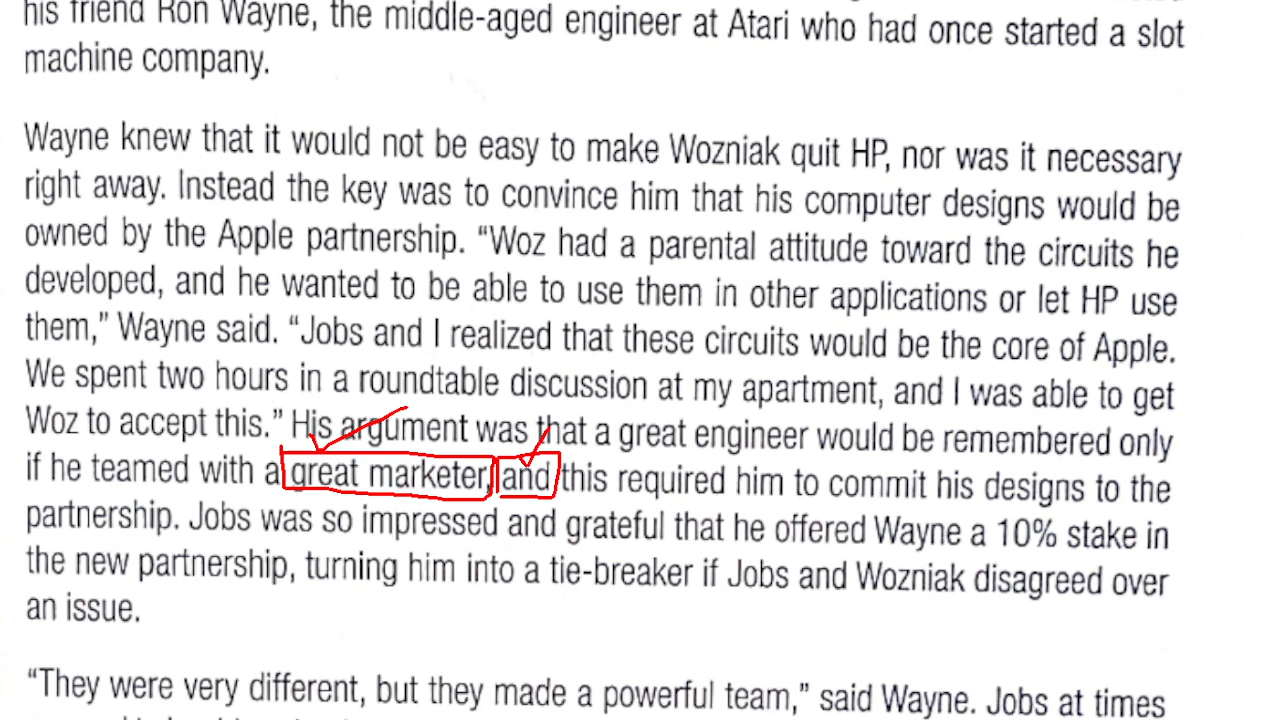 his friend Ron Wayne, the middle-aged engineer at Atari who had once started a slot
machine company.
Wayne knew that it would not be easy to make Wozniak quit HP, nor was it necessary
right away. Instead the key was to convince him that his computer designs would be
owned by the Apple partnership. “Woz had a parental attitude toward the circuits he
developed, and he wanted to be able to use them in other applications or let HP use
them,” Wayne said. “Jobs and I realized that these circuits would be the core of Apple.
We spent two hours in a roundtable discussion at my apartment, and I was able to get
Woz to accept this.” His argument was that a great engineer would be remembered only
if he teamed with a great marketer, and this required him to commit his designs to the
partnership. Jobs was so impressed and grateful that he offered Wayne a 10% stake in
the new partnership, turning him into a tie-breaker if Jobs and Wozniak disagreed over
an issue.
“They were very different, but they made a powerful team,” said Wayne. Jobs at times